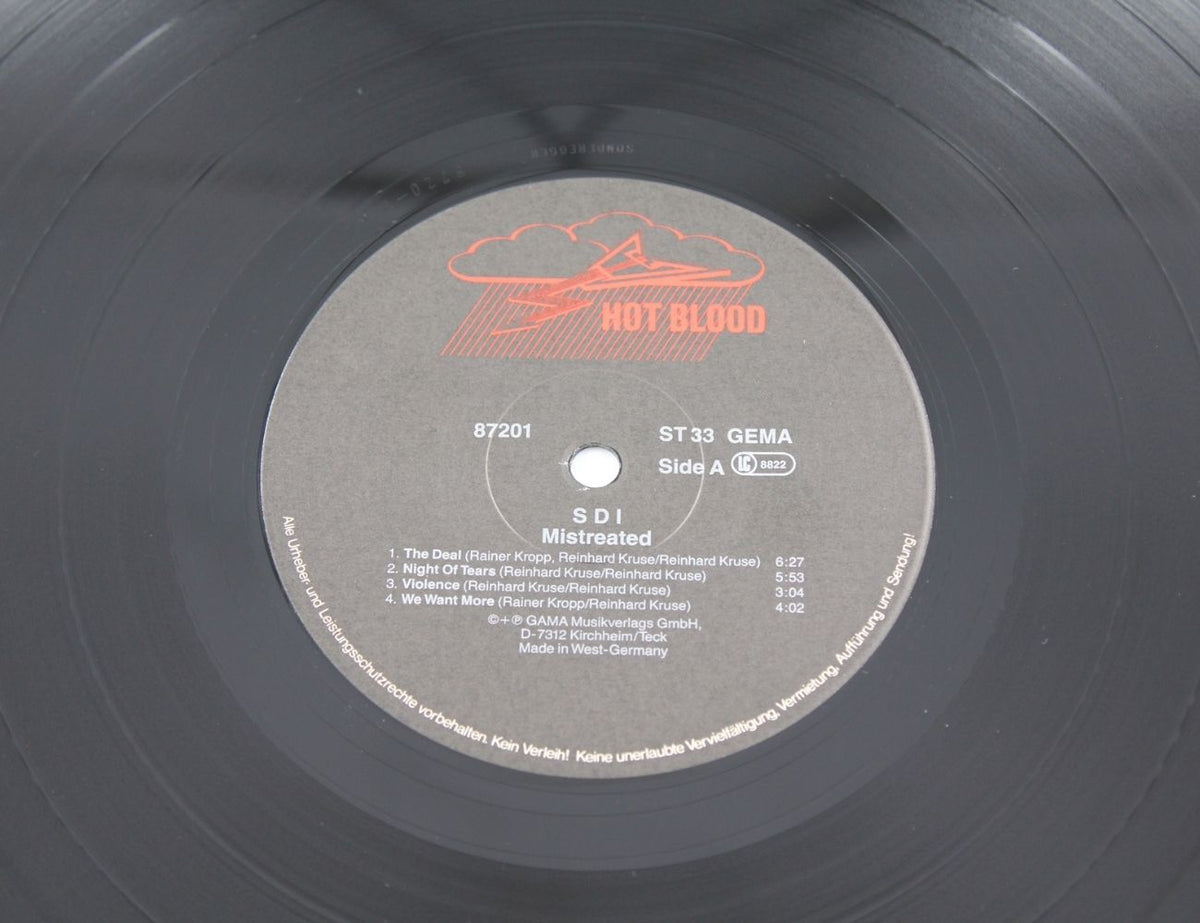 SONDEREGGER
HOT BLOOD
87201
ST 33 GEMA
Side A LC 8822
S D I
Mistreated
1. The Deal (Rainer Kropp, Reinhard Kruse/Reinhard Kruse) 6:27
2. Night Of Tears (Reinhard Kruse/Reinhard Kruse) 5:53
3. Violence (Reinhard Kruse/Reinhard Kruse) 3:04
4. We Want More (Rainer Kropp/Reinhard Kruse) 4:02
©+℗ GAMA Musikverlags GmbH,
D-7312 Kirchheim/Teck
Made in West-Germany
Alle Urheber- und Leistungsschutzrechte vorbehalten. Kein Verleih! Keine unerlaubte Vervielfältigung, Vermietung, Aufführung und Sendung!